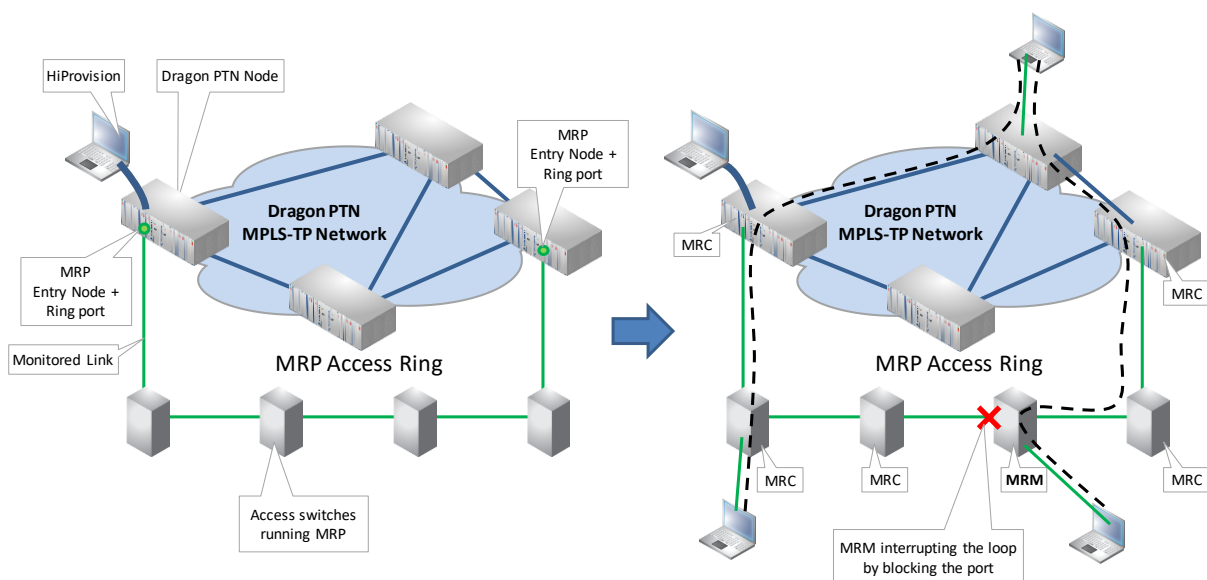 HiProvision
Dragon PTN Node
MRP
Entry Node +
Ring port
Dragon PTN
MPLS-TP Network
MRP
Entry Node +
Ring port
Monitored Link
MRP Access Ring
Access switches
running MRP
Dragon PTN
MPLS-TP Network
MRC
MRC
MRP Access Ring
MRC
MRC
MRM
MRC
MRM interrupting the loop
by blocking the port